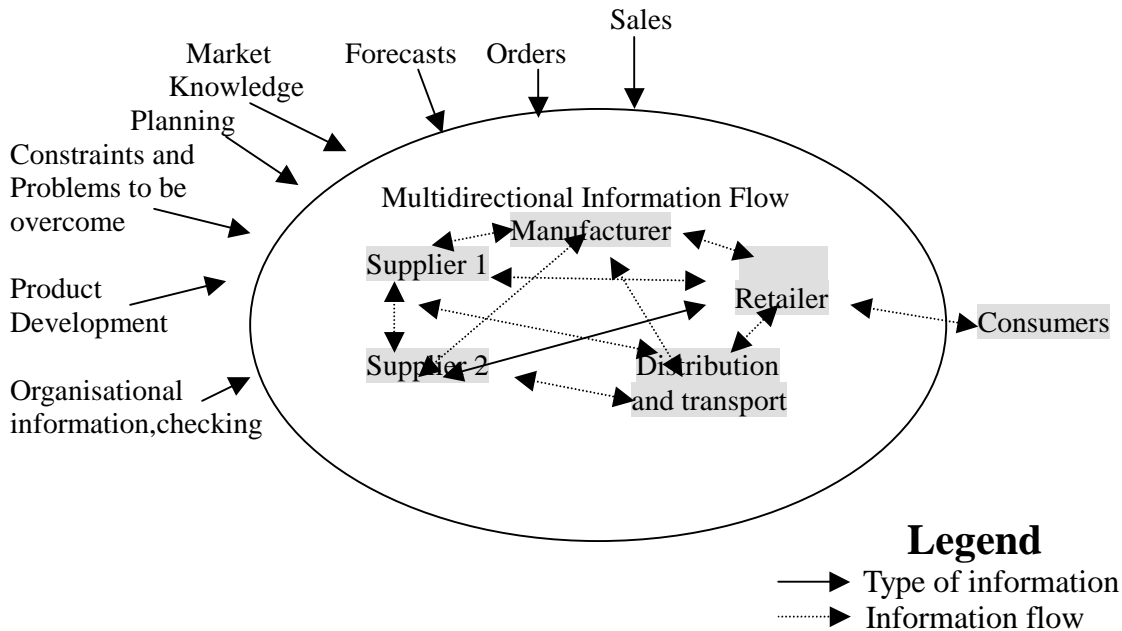 Sales
Market
Knowledge
Forecasts
Orders
Planning
Constraints and
Problems to be
overcome
Multidirectional Information Flow
Manufacturer
Supplier 1
Retailer
Product
Development
Consumers
Supplier 2
Distribution
and transport
Organisational
information,checking
Legend
Type of information
Information flow